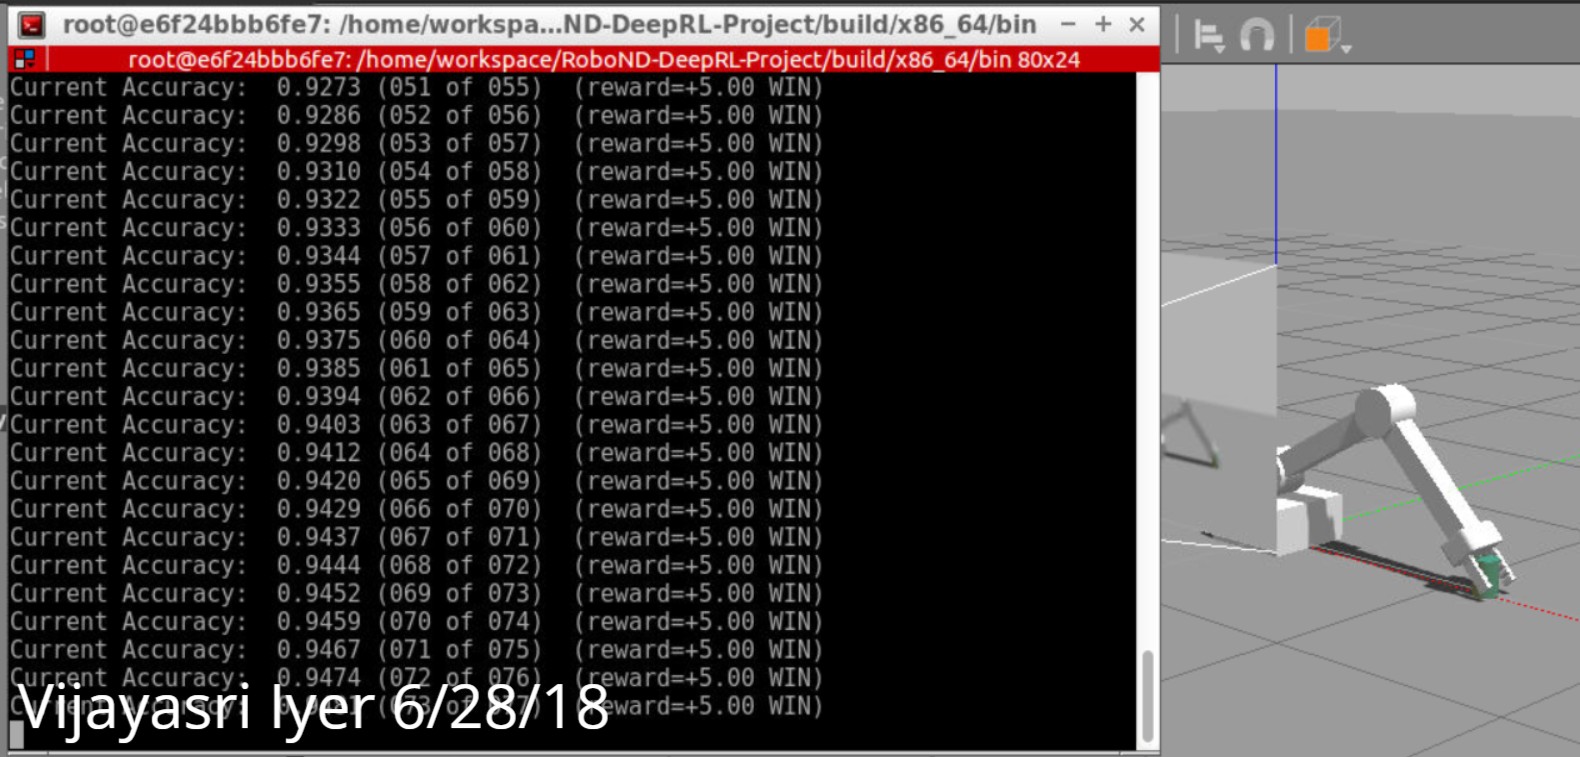 root@e6f24bbb6fe7: /home/workspa...ND-DeepRL-Project/build/x86_64/bin
root@e6f24bbb6fe7: /home/workspace/RoboND-DeepRL-Project/build/x86_64/bin 80x24
Current Accuracy: 0.9273 (051 of 055) (reward=+5.00 WIN)
Current Accuracy: 0.9286 (052 of 056) (reward=+5.00 WIN)
Current Accuracy: 0.9298 (053 of 057) (reward=+5.00 WIN)
Current Accuracy: 0.9310 (054 of 058) (reward=+5.00 WIN)
Current Accuracy: 0.9322 (055 of 059) (reward=+5.00 WIN)
Current Accuracy: 0.9333 (056 of 060) (reward=+5.00 WIN)
Current Accuracy: 0.9344 (057 of 061) (reward=+5.00 WIN)
Current Accuracy: 0.9355 (058 of 062) (reward=+5.00 WIN)
Current Accuracy: 0.9365 (059 of 063) (reward=+5.00 WIN)
Current Accuracy: 0.9375 (060 of 064) (reward=+5.00 WIN)
Current Accuracy: 0.9385 (061 of 065) (reward=+5.00 WIN)
Current Accuracy: 0.9394 (062 of 066) (reward=+5.00 WIN)
Current Accuracy: 0.9403 (063 of 067) (reward=+5.00 WIN)
Current Accuracy: 0.9412 (064 of 068) (reward=+5.00 WIN)
Current Accuracy: 0.9420 (065 of 069) (reward=+5.00 WIN)
Current Accuracy: 0.9429 (066 of 070) (reward=+5.00 WIN)
Current Accuracy: 0.9437 (067 of 071) (reward=+5.00 WIN)
Current Accuracy: 0.9444 (068 of 072) (reward=+5.00 WIN)
Current Accuracy: 0.9452 (069 of 073) (reward=+5.00 WIN)
Current Accuracy: 0.9459 (070 of 074) (reward=+5.00 WIN)
Current Accuracy: 0.9467 (071 of 075) (reward=+5.00 WIN)
Current Accuracy: 0.9474 (072 of 076) (reward=+5.00 WIN)
(reward=+5.00 WIN)
Vijayasri Iyer 6/28/18